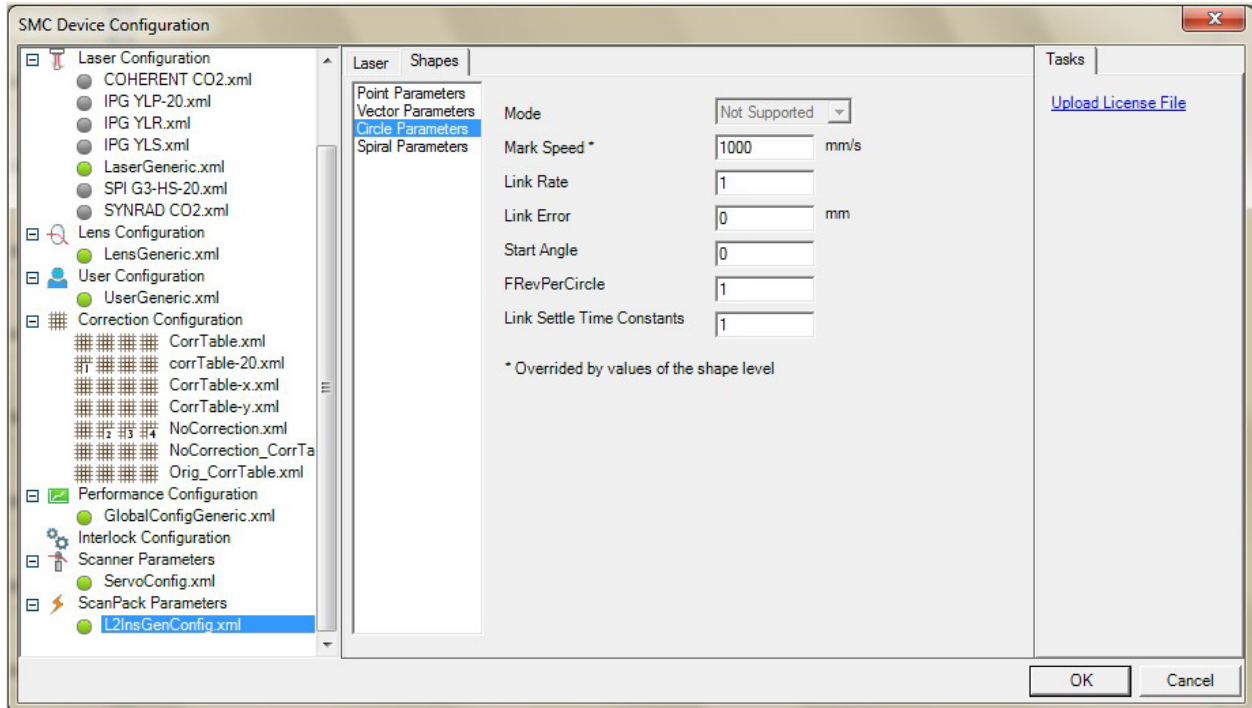 SMC Device Configuration
X
Laser Configuration
COHERENT CO2.xml
IPG YLP-20.xml
IPG YLR.xml
IPG YLS.xml
LaserGeneric.xml
SPI G3-HS-20.xml
SYNRAD CO2.xml
Lens Configuration
LensGeneric.xml
User Configuration
UserGeneric.xml
Correction Configuration
CorrTable.xml
1 corrTable-20.xml
CorrTable-x.xml
CorrTable-y.xml
2 3 4 NoCorrection.xml
NoCorrection_CorrTa
Orig_CorrTable.xml
Performance Configuration
GlobalConfigGeneric.xml
Interlock Configuration
Scanner Parameters
ServoConfig.xml
ScanPack Parameters
L2InsGenConfig.xml
Laser Shapes
Point Parameters
Vector Parameters
Circle Parameters
Spiral Parameters
Mode Not Supported
Mark Speed * 1000 mm/s
Link Rate 1
Link Error 0 mm
Start Angle 0
FRevPerCircle 1
Link Settle Time Constants 1
* Overrided by values of the shape level
Tasks
Upload License File
OK Cancel